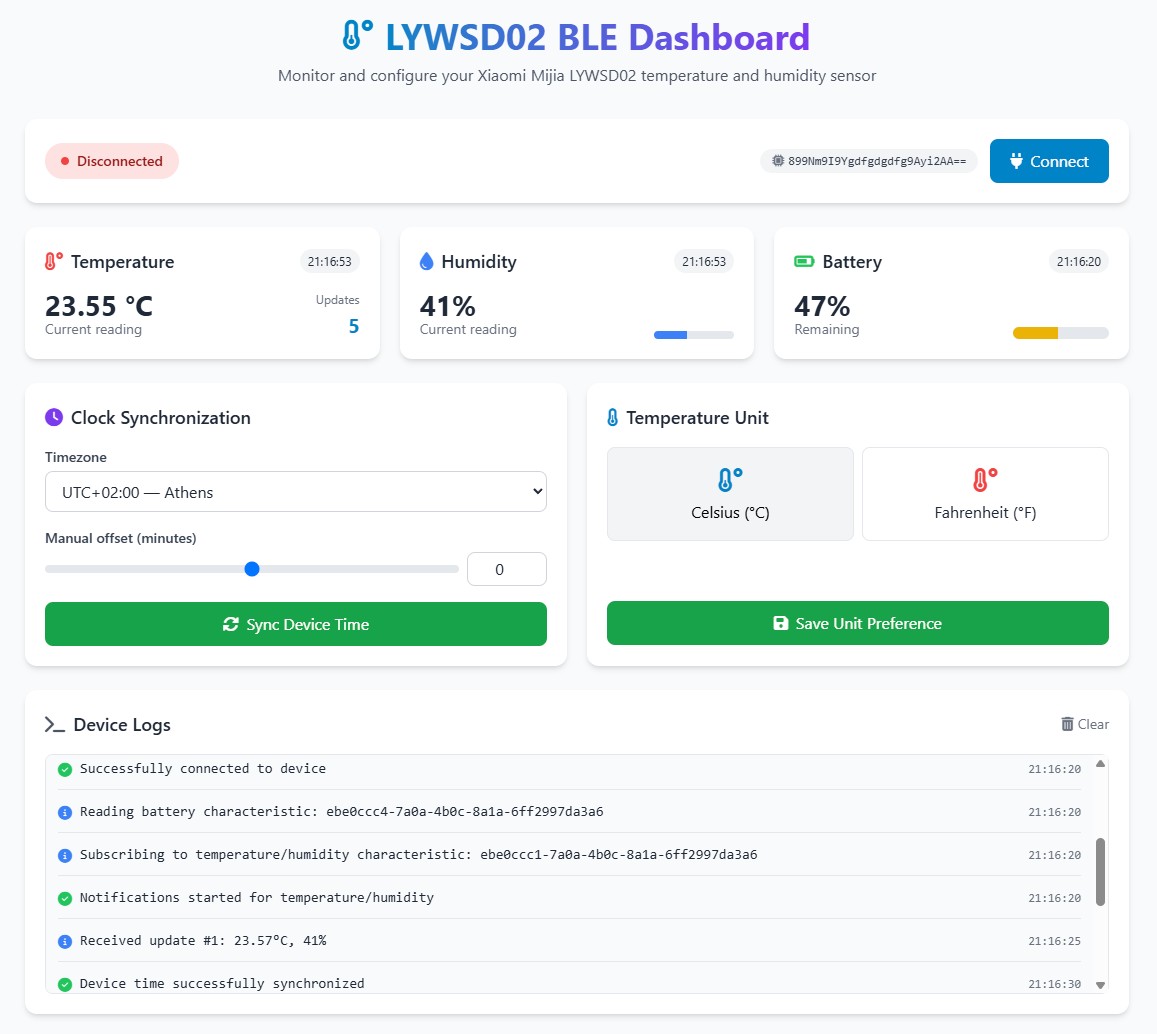 LYWSD02 BLE Dashboard
Monitor and configure your Xiaomi Mijia LYWSD02 temperature and humidity sensor
Disconnected
899Nm9I9Ygdfgdgdfg9Ayi2AA==
Connect
Temperature
21:16:53
23.55 °C
Current reading
Updates
5
Humidity
21:16:53
41%
Current reading
Battery
21:16:20
47%
Remaining
Clock Synchronization
Timezone
UTC+02:00 — Athens
Manual offset (minutes)
0
Sync Device Time
Temperature Unit
Celsius (°C)
Fahrenheit (°F)
Save Unit Preference
Device Logs
Clear
Successfully connected to device 21:16:20
Reading battery characteristic: ebe0ccc4-7a0a-4b0c-8a1a-6ff2997da3a6 21:16:20
Subscribing to temperature/humidity characteristic: ebe0ccc1-7a0a-4b0c-8a1a-6ff2997da3a6 21:16:20
Notifications started for temperature/humidity 21:16:20
Received update #1: 23.57°C, 41% 21:16:25
Device time successfully synchronized 21:16:30